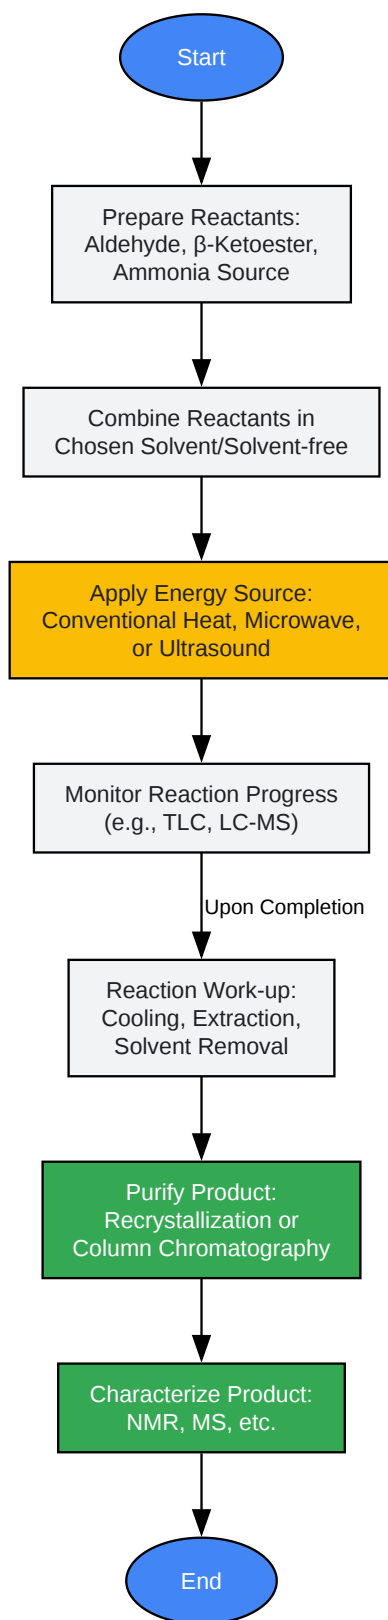 Start
Prepare Reactants:
Aldehyde, β-Ketoester,
Ammonia Source
Combine Reactants in
Chosen Solvent/Solvent-free
Apply Energy Source:
Conventional Heat, Microwave,
or Ultrasound
Monitor Reaction Progress
(e.g., TLC, LC-MS)
Upon Completion
Reaction Work-up:
Cooling, Extraction,
Solvent Removal
Purify Product:
Recrystallization or
Column Chromatography
Characterize Product:
NMR, MS, etc.
End